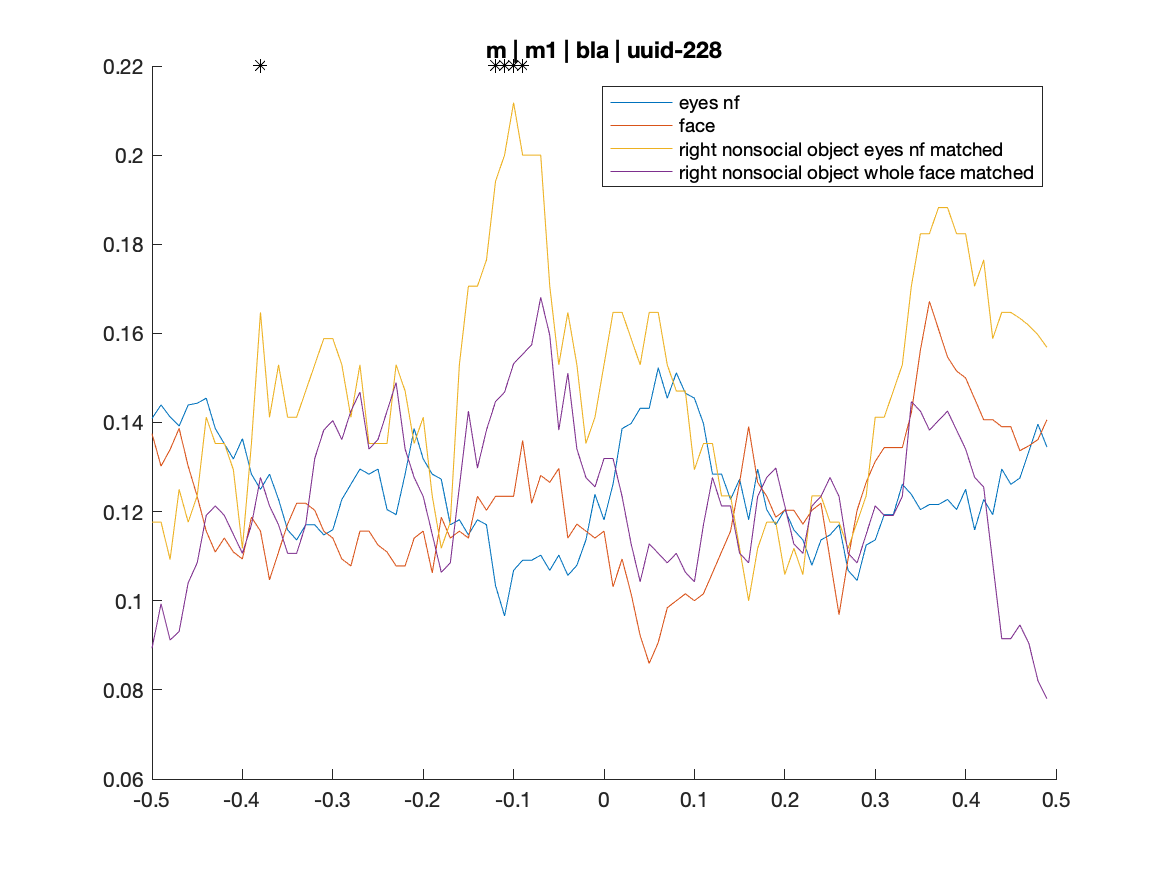 m | m1 | bla | uuid-228
0.22
0.2
0.18
0.16
0.14
0.12
0.1
0.08
0.06
eyes nf
face
right nonsocial object eyes nf matched
right nonsocial object whole face matched
-0.5 -0.4 -0.3 -0.2 -0.1 0 0.1 0.2 0.3 0.4 0.5